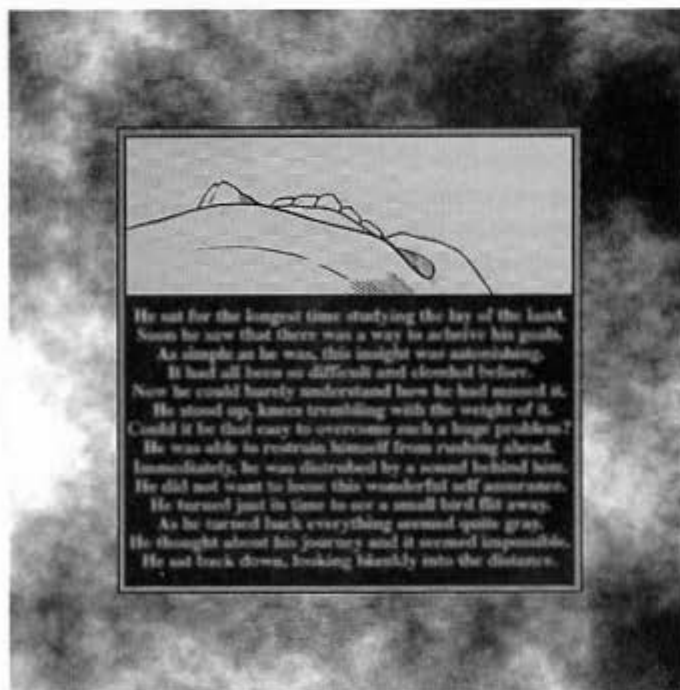 He sat for the longest time studying the lay of the land.
Soon he saw that there was a way to acheive his goals.
As simple as he was, this insight was astonishing.
It had all been so difficult and clouded before.
Now he could barely understand how he had missed it.
He stood up, knees trembling with the weight of it.
Could it be that easy to overcome such a huge problem?
He was able to restrain himself from rushing ahead.
Immediately, he was distrubed by a sound behind him.
He did not want to loose this wonderful self assurance.
He turned just in time to see a small bird flit away.
As he turned back everything seemed quite gray.
He thought about his journey and it seemed impossible.
He sat back down, looking blankly into the distance.